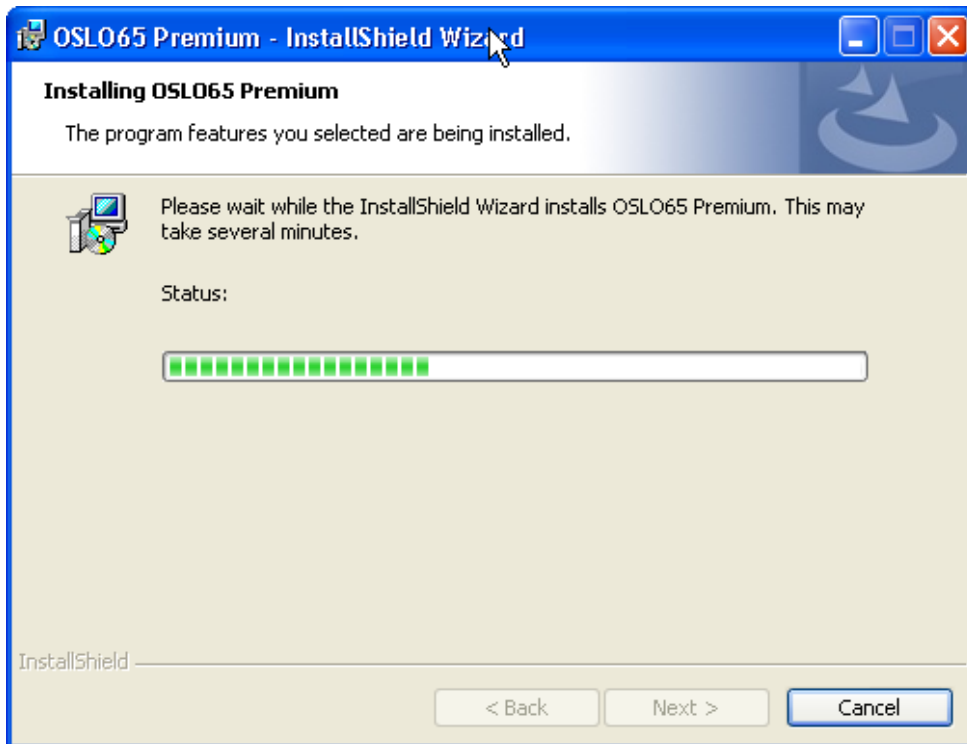 OSLO65 Premium - InstallShield Wizard
Installing OSLO65 Premium
The program features you selected are being installed.
Please wait while the InstallShield Wizard installs OSLO65 Premium. This may
take several minutes.
Status:
InstallShield
< Back
Next >
Cancel